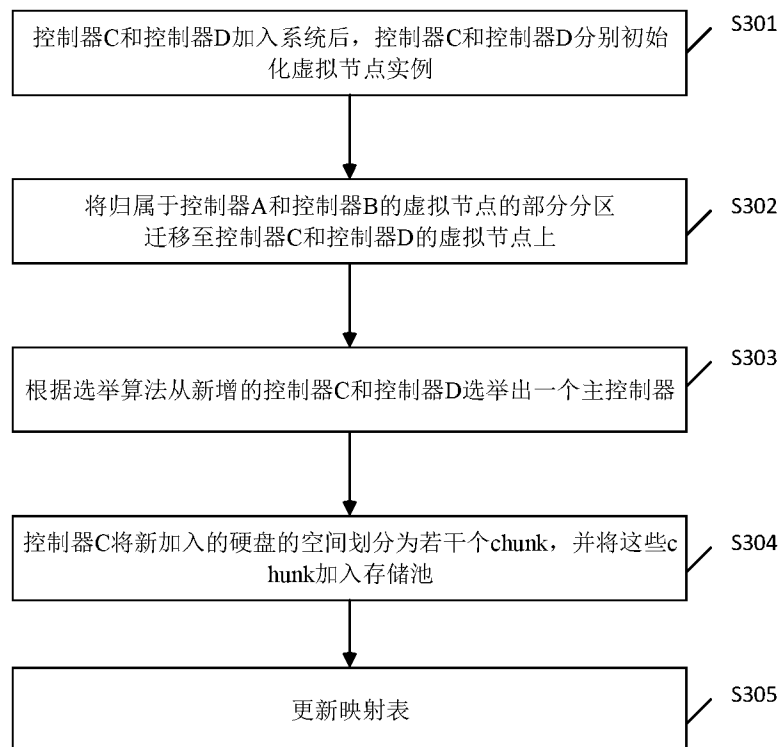 控制器C和控制器D加入系统后，控制器C和控制器D分别初始
化虚拟节点实例
S301
将归属于控制器A和控制器B的虚拟节点的部分分区
迁移至控制器C和控制器D的虚拟节点上
S302
根据选举算法从新增的控制器C和控制器D选举出一个主控制器
S303
控制器C将新加入的硬盘的空间划分为若干个chunk，并将这些c
hunk加入存储池
S304
更新映射表
S305